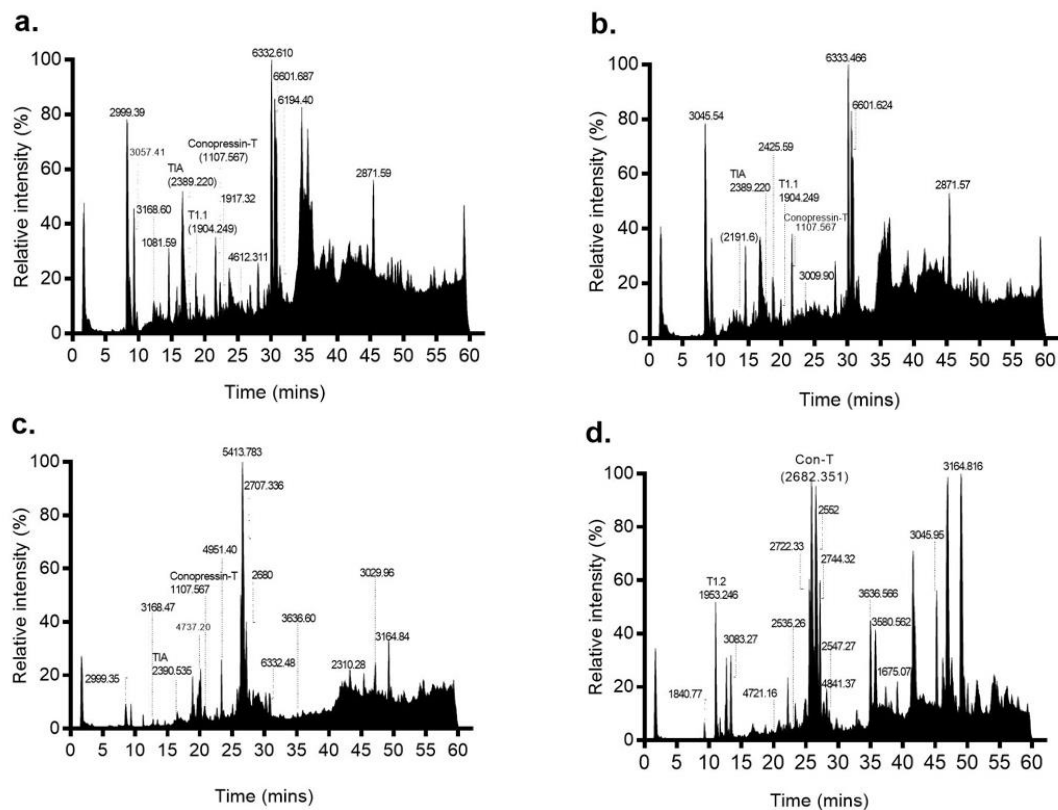 a.
Relative intensity (%)
100
80
60
40
20
0
6332.610
6601.687
6194.40
2999.39
3057.41
Conopressin-T
(1107.567)
TIA
(2389.220)
1917.32
3168.60
T1.1
(1904.249)
1081.59
4612.311
2871.59
0 5 10 15 20 25 30 35 40 45 50 55 60
Time (mins)
b.
Relative intensity (%)
100
80
60
40
20
0
6333.466
6601.624
3045.54
2425.59
TIA
2389.220
T1.1
1904.249
Conopressin-T
1107.567
(2191.6)
3009.90
2871.57
0 5 10 15 20 25 30 35 40 45 50 55 60
Time (mins)
c.
Relative intensity (%)
100
80
60
40
20
0
5413.783
2707.336
4951.40
Conopressin-T
1107.567
2680
3168.47
4737.20
TIA
2390.535
2999.35
6332.48
3636.60
3029.96
3164.84
2310.28
0 5 10 15 20 25 30 35 40 45 50 55 60
Time (mins)
d.
Relative intensity (%)
100
80
60
40
20
0
Con-T
(2682.351)
3164.816
2552
2722.33
2744.32
3045.95
T1.2
1953.246
3083.27
2535.26
2547.27
3636.566
3580.562
1675.07
1840.77
4721.16
4841.37
0 5 10 15 20 25 30 35 40 45 50 55 60
Time (mins)